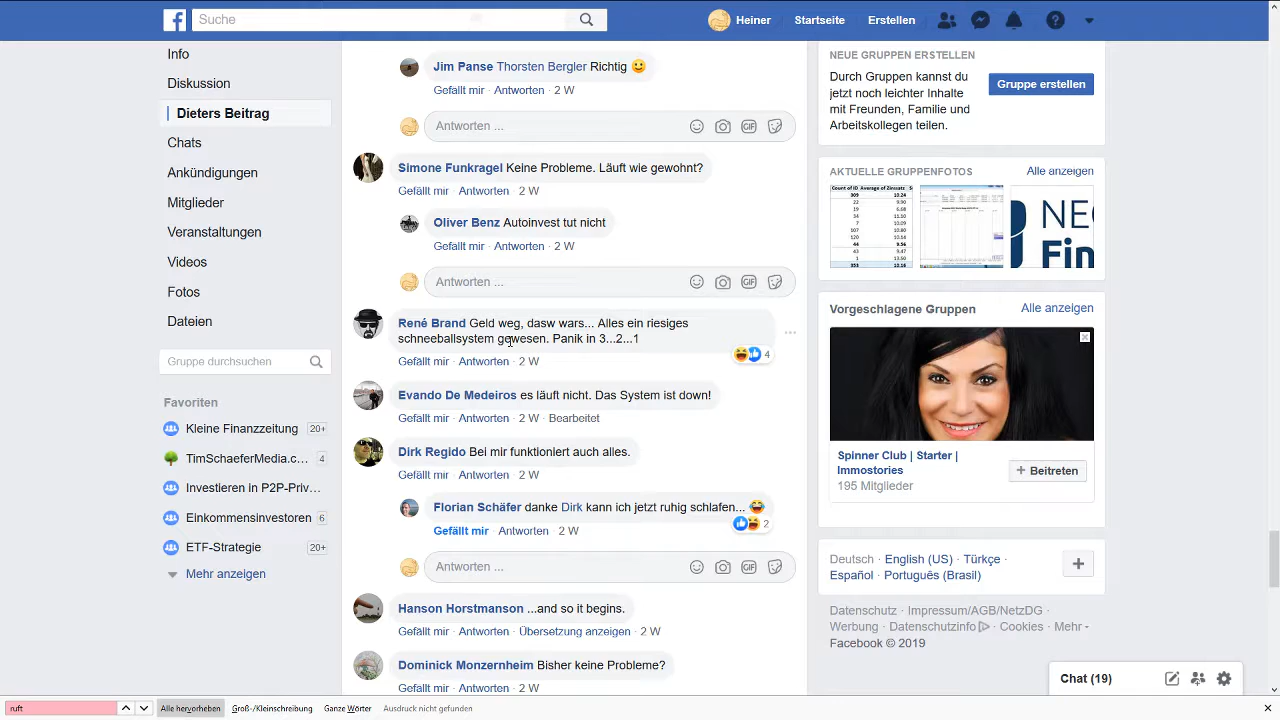 Suche
Heiner
Startseite
Erstellen
Info
Diskussion
Dieters Beitrag
Chats
Ankündigungen
Mitglieder
Veranstaltungen
Videos
Fotos
Dateien
Gruppe durchsuchen
Favoriten
Kleine Finanzzeitung 20+
TimSchaeferMedia.c... 4
Investieren in P2P-Priv...
Einkommensinvestoren 6
ETF-Strategie 20+
Mehr anzeigen
Jim Panse Thorsten Bergler Richtig
Gefällt mir · Antworten · 2 W
Antworten ...
GIF
Simone Funkragel Keine Probleme. Läuft wie gewohnt?
Gefällt mir · Antworten · 2 W
Oliver Benz Autoinvest tut nicht
Gefällt mir · Antworten · 2 W
Antworten ...
GIF
René Brand Geld weg, dasw wars... Alles ein riesiges
schneeballsystem gewesen. Panik in 3...2...1
4
Gefällt mir · Antworten · 2 W
Evando De Medeiros es läuft nicht. Das System ist down!
Gefällt mir · Antworten · 2 W · Bearbeitet
Dirk Regido Bei mir funktioniert auch alles.
Gefällt mir · Antworten · 2 W
Florian Schäfer danke Dirk kann ich jetzt ruhig schlafen...
2
Gefällt mir · Antworten · 2 W
Antworten ...
GIF
Hanson Horstmanson ...and so it begins.
Gefällt mir · Antworten · Übersetzung anzeigen · 2 W
Dominick Monzernheim Bisher keine Probleme?
Gefällt mir · Antworten · 2 W
NEUE GRUPPEN ERSTELLEN
Durch Gruppen kannst du
jetzt noch leichter Inhalte
mit Freunden, Familie und
Arbeitskollegen teilen.
Gruppe erstellen
AKTUELLE GRUPPENFOTOS
Alle anzeigen
Count of ID Average of Zinsatz
NEO
Fin
Vorgeschlagene Gruppen
Alle anzeigen
Spinner Club | Starter |
Immostories
195 Mitglieder
+ Beitreten
Deutsch · English (US) · Türkçe ·
Español · Português (Brasil)
Datenschutz · Impressum/AGB/NetzDG ·
Werbung · Datenschutzinfo · Cookies · Mehr
Facebook © 2019
Chat (19)
ruft
Alle hervorheben
Groß-/Kleinschreibung
Ganze Wörter
Ausdruck nicht gefunden